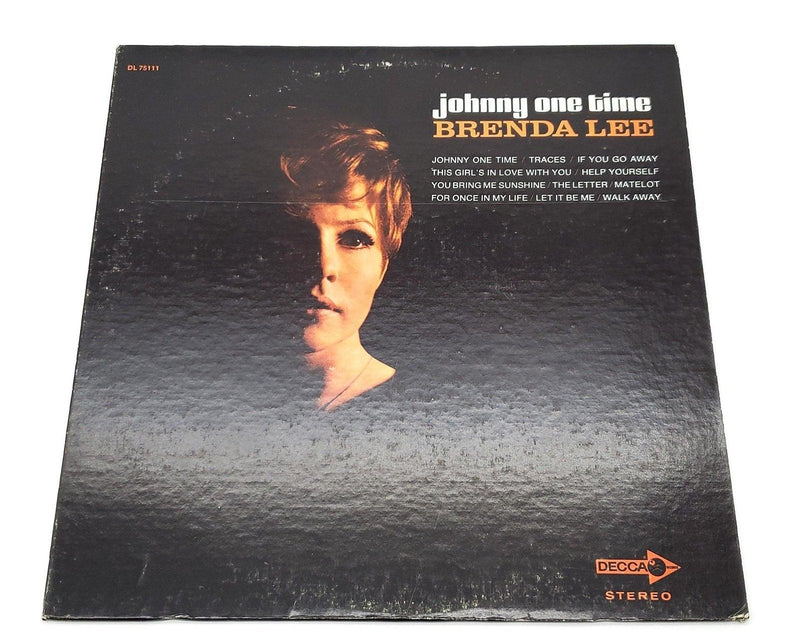 DL 75111
johnny one time
BRENDA LEE
JOHNNY ONE TIME / TRACES / IF YOU GO AWAY
THIS GIRL'S IN LOVE WITH YOU / HELP YOURSELF
YOU BRING ME SUNSHINE / THE LETTER / MATELOT
FOR ONCE IN MY LIFE / LET IT BE ME / WALK AWAY
DECCA
STEREO